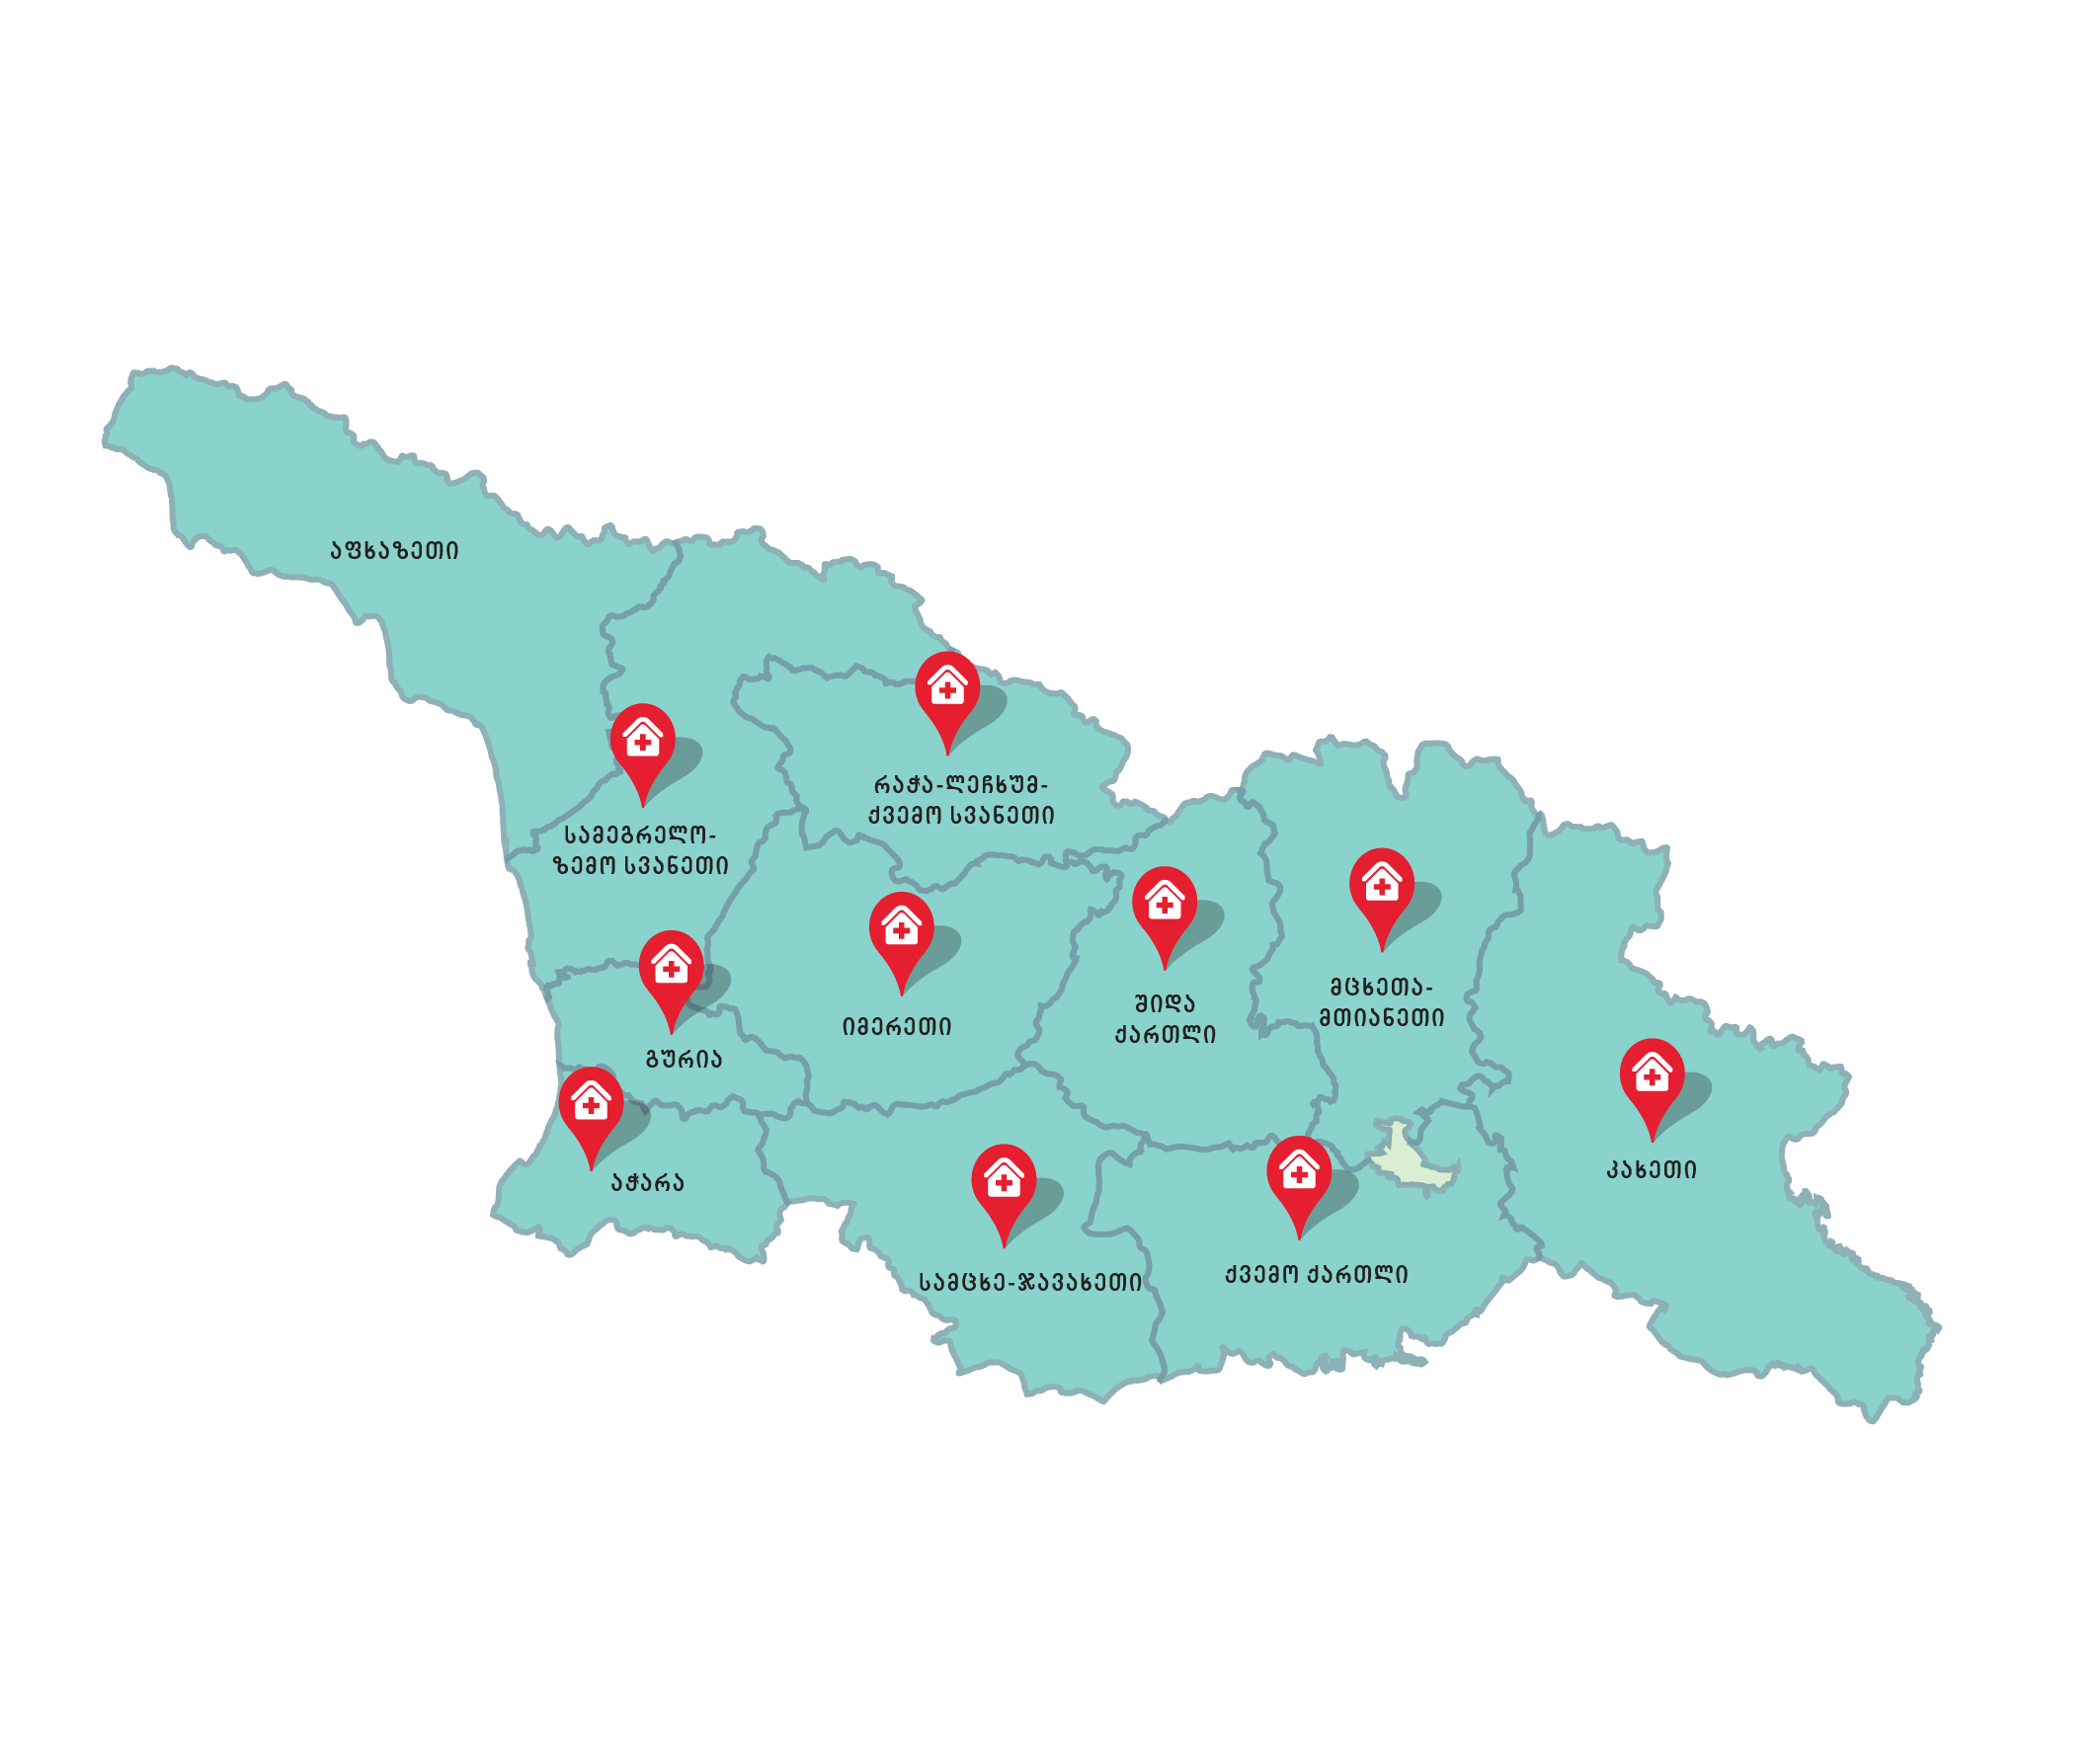 აფხაზეთი
რაჭა-ლეჩხუმ-
ქვემო სვანეთი
სამეგრელო-
ზემო სვანეთი
იმერეთი
შიდა
ქართლი
მცხეთა-
მთიანეთი
გურია
აჭარა
კახეთი
სამცხე-ჯავახეთი
ქვემო ქართლი